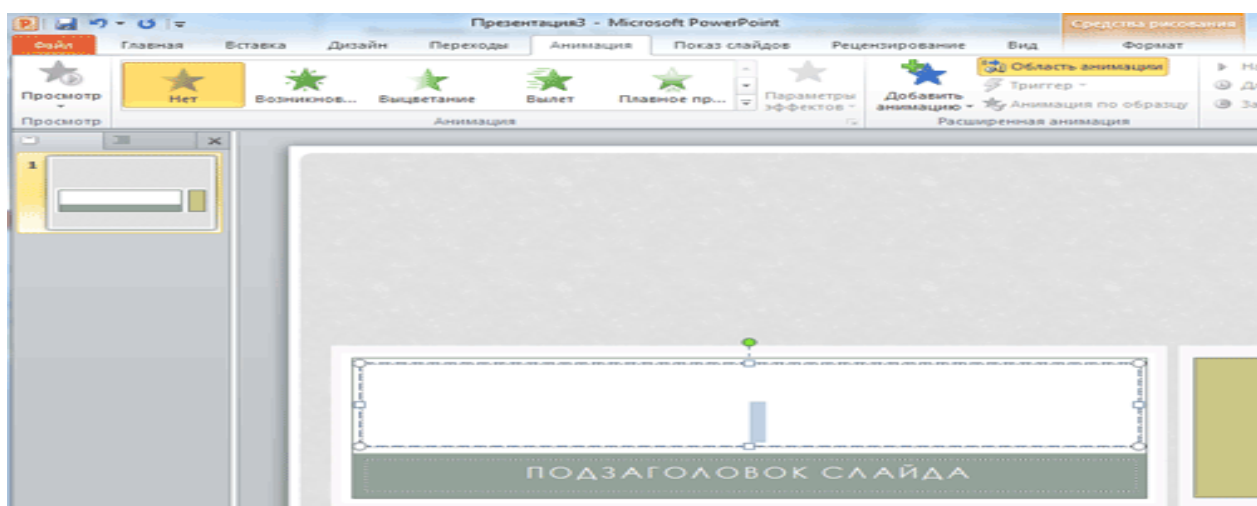 Презентация3 - Microsoft PowerPoint
Средства рисования
Файл Главная Вставка Дизайн Переходы Анимация Показ слайдов Рецензирование Вид Формат
Просмотр Нет Возникнов... Выцветание Вылет Плавное пр... Параметры эффектов Добавить анимацию Область анимации
Триггер
Анимация по образцу
Просмотр Анимация Расширенная анимация
1
ПОДЗАГОЛОВОК СЛАЙДА